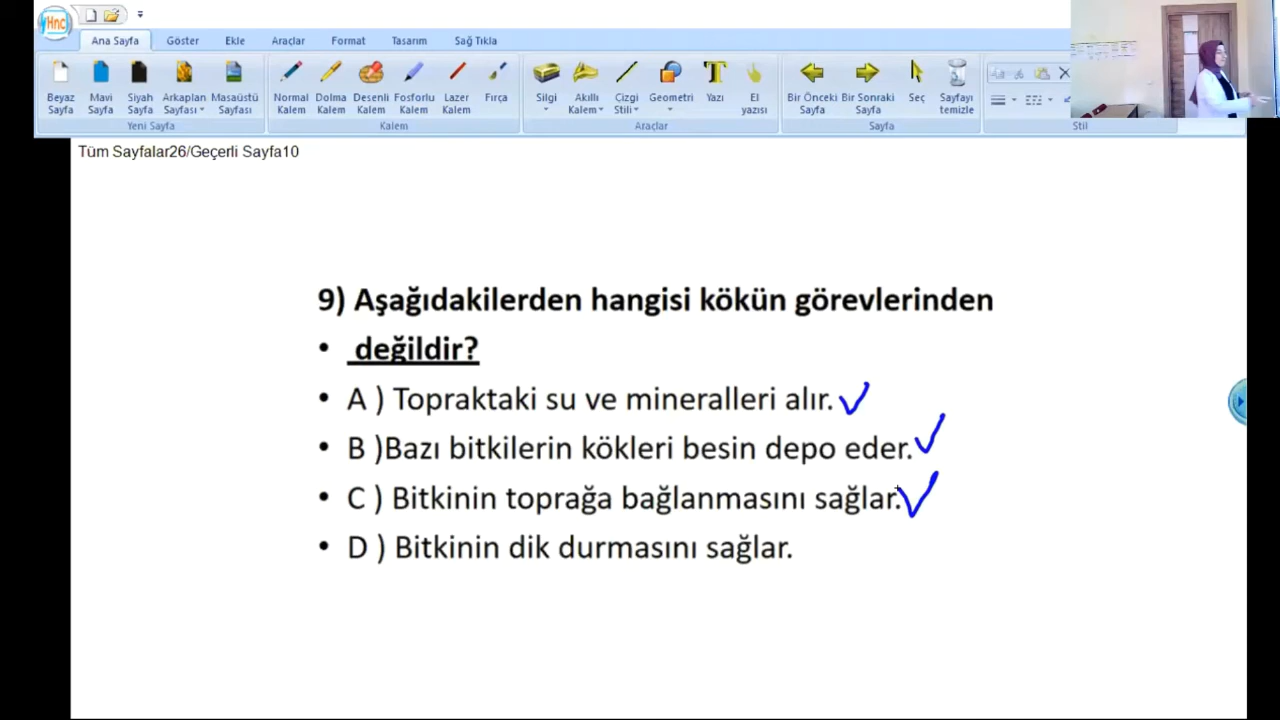 Hnc
Ana Sayfa Göster Ekle Araçlar Format Tasarım Sağ Tıkla
Beyaz Sayfa Mavi Sayfa Siyah Sayfa Arkaplan Sayfası Masaüstü Sayfası Normal Kalem Dolma Kalem Desenli Kalem Fosforlu Kalem Lazer Kalem Fırça Silgi Akıllı Kalem Çizgi Stili Geometri Yazı El yazısı Bir Önceki Sayfa Bir Sonraki Sayfa Seç Sayfayı temizle
Yeni Sayfa Kalem Araçlar Sayfa Stil
Tüm Sayfalar26/Geçerli Sayfa10
9) Aşağıdakilerden hangisi kökün görevlerinden
• değildir?
• A ) Topraktaki su ve mineralleri alır.
• B )Bazı bitkilerin kökleri besin depo eder.
• C ) Bitkinin toprağa bağlanmasını sağlar.
• D ) Bitkinin dik durmasını sağlar.